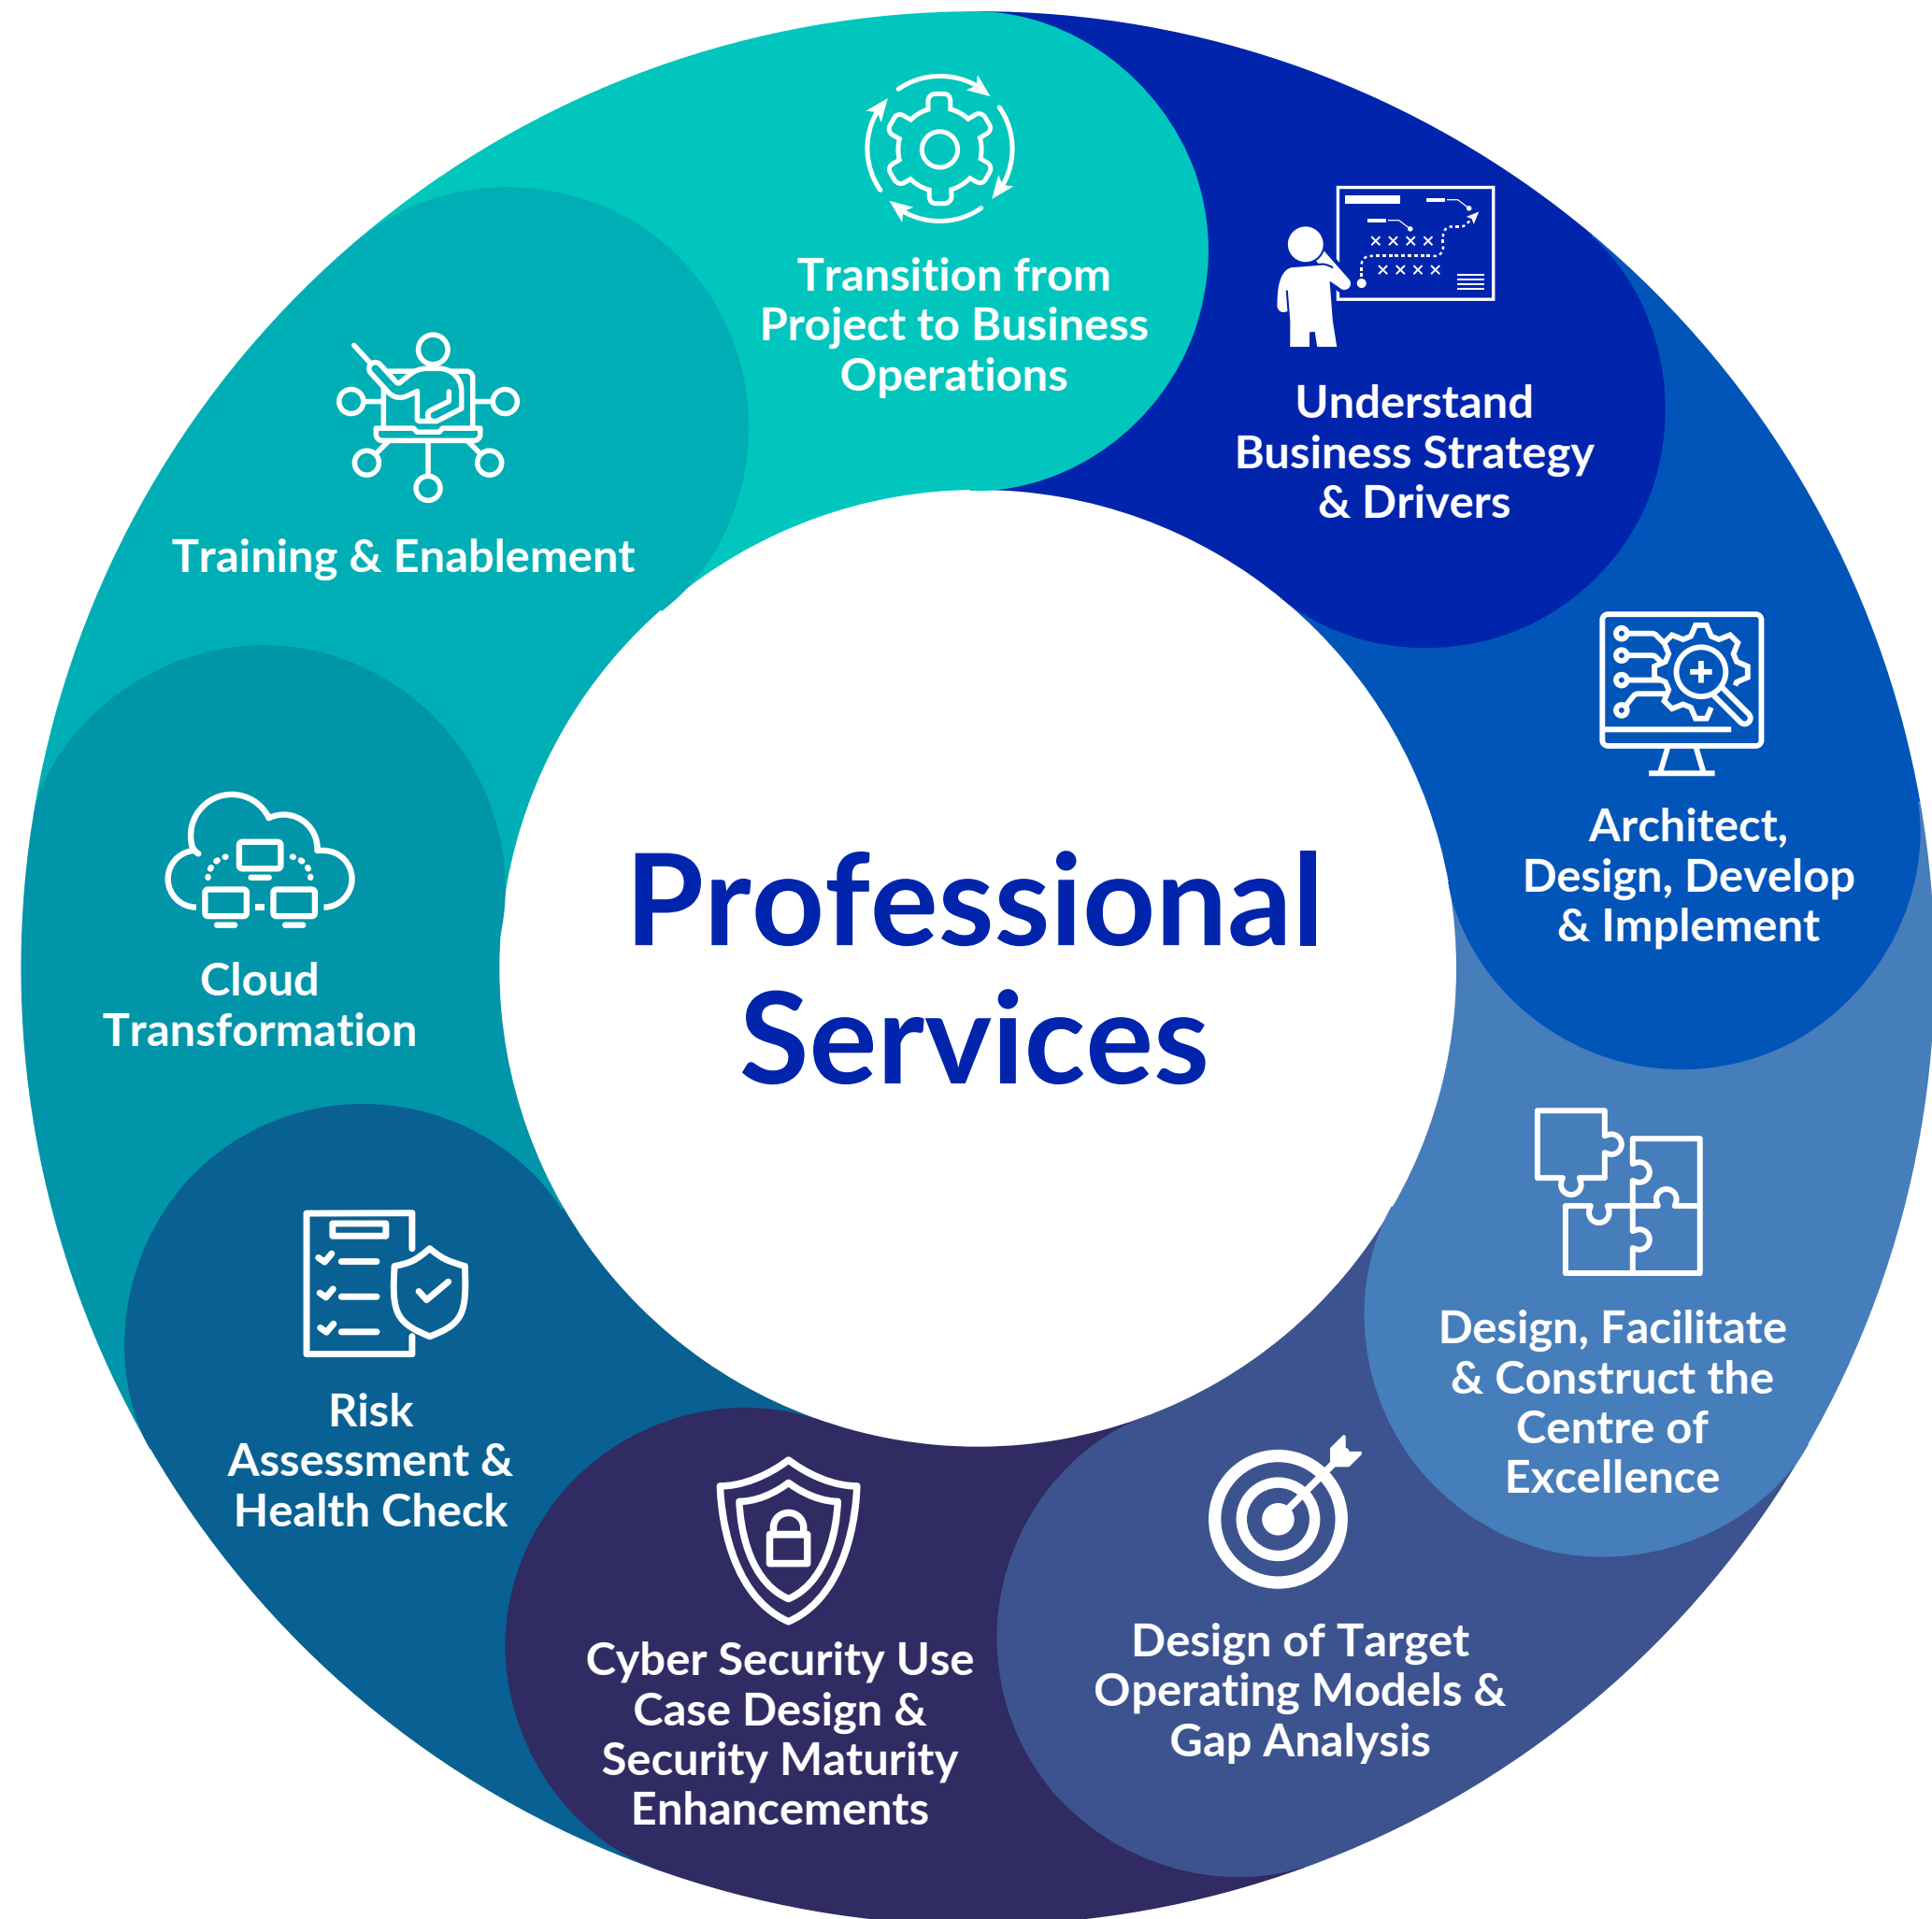 Transition from
Project to Business
Operations
Understand
Business Strategy
& Drivers
Architect,
Design, Develop
& Implement
Design, Facilitate
& Construct the
Centre of
Excellence
Design of Target
Operating Models &
Gap Analysis
Cyber Security Use
Case Design &
Security Maturity
Enhancements
Risk
Assessment &
Health Check
Cloud
Transformation
Training & Enablement
Professional
Services